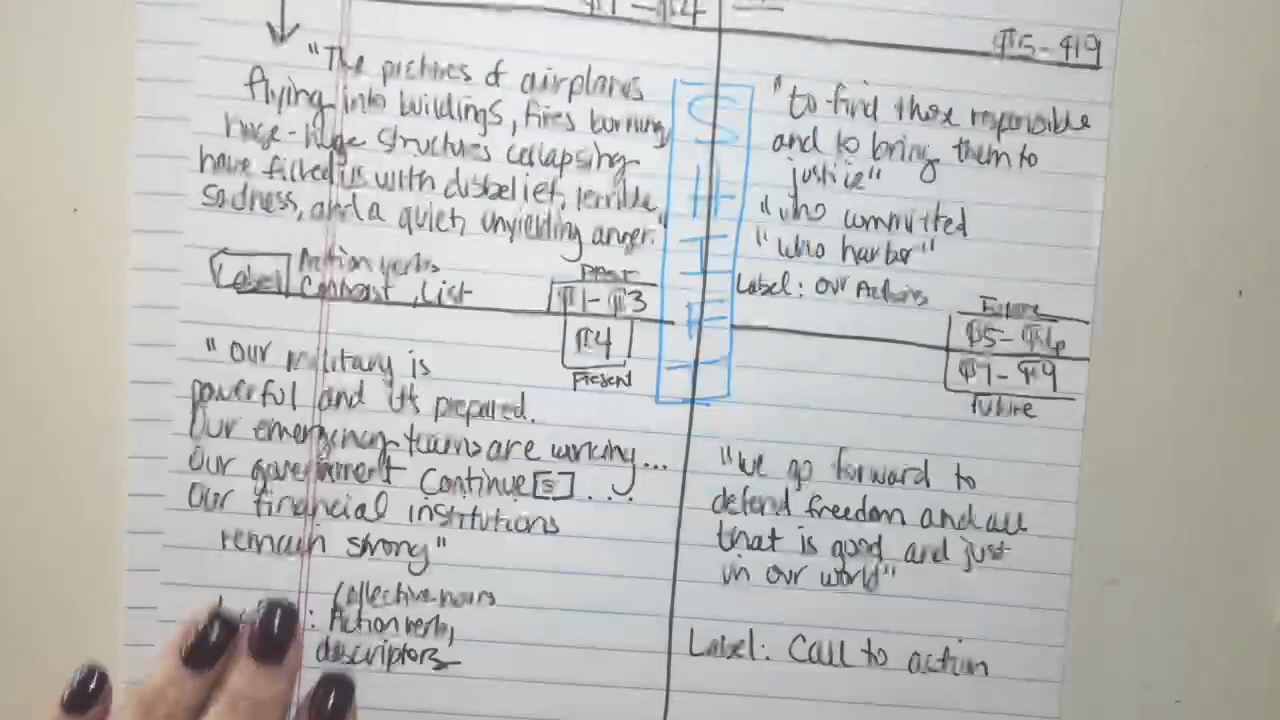 ¶1 - ¶4
"The pictures of airplanes
flying into buildings, fires burning,
huge - huge structures collapsing
have filled us with disbelief, terrible
sadness, and a quiet, unyielding anger."
Label Action verbs
Contrast, List
Past
¶1 - ¶3
¶4
Present
"Our military is
powerful and it's prepared.
Our emergency teams are working...
Our government continue[s]...
Our financial institutions
remain strong"
Collective nouns
: Action verbs,
descriptors
SHIFT
¶5 - ¶9
"to find those responsible
and to bring them to
justice"
"who committed
"who harbor"
Label: Our Actions
Future
¶5 - ¶6
¶7 - ¶9
future
"we go forward to
defend freedom and all
that is good and just
in our world"
Label: Call to action